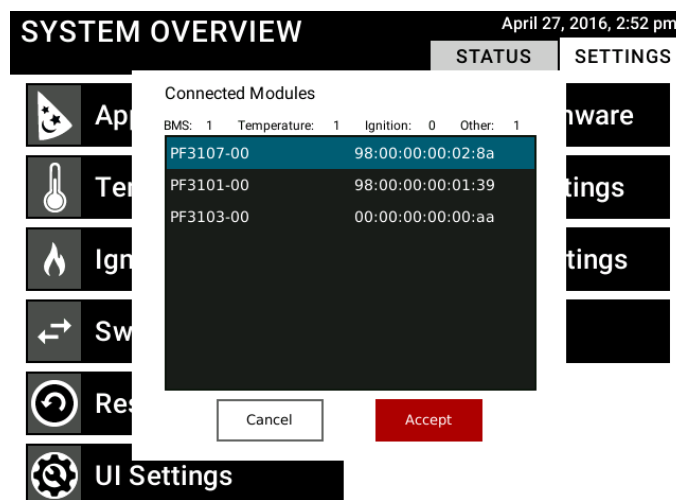 SYSTEM OVERVIEW
April 27, 2016, 2:52 pm
STATUS
SETTINGS
Connected Modules
BMS: 1 Temperature: 1 Ignition: 0 Other: 1
PF3107-00 98:00:00:00:02:8a
PF3101-00 98:00:00:00:01:39
PF3103-00 00:00:00:00:00:aa
Cancel
Accept
UI Settings